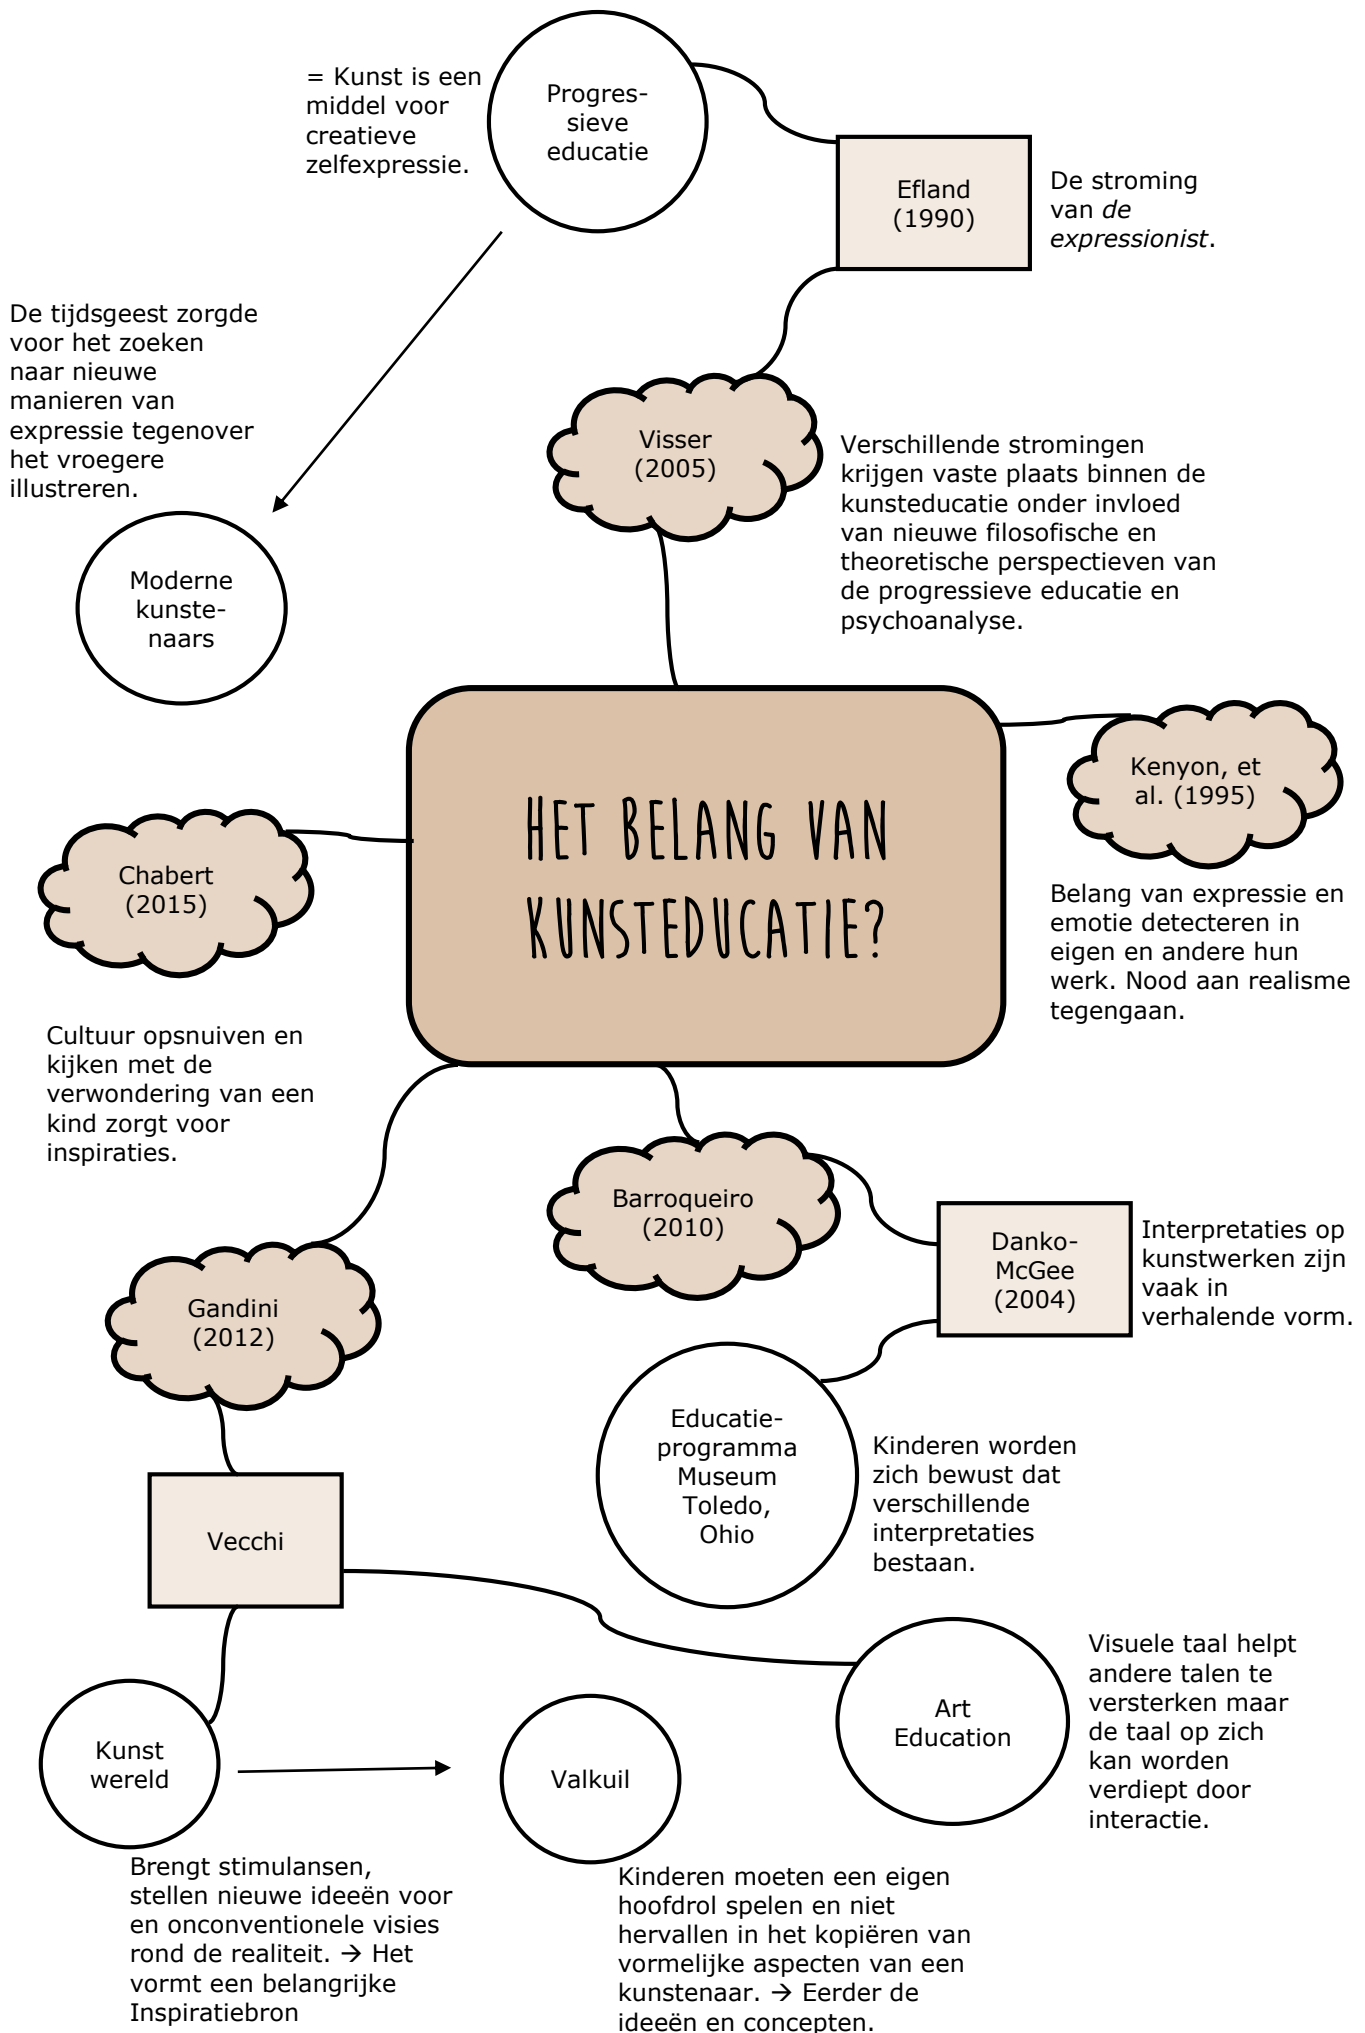 = Kunst is een
middel voor
creatieve
zelfexpressie.
Progres-
sieve
educatie
Efland
(1990)
De stroming
van de
expressionist.
De tijdsgeest zorgde
voor het zoeken
naar nieuwe
manieren van
expressie tegenover
het vroegere
illustreren.
Visser
(2005)
Verschillende stromingen
krijgen vaste plaats binnen de
kunsteducatie onder invloed
van nieuwe filosofische en
theoretische perspectieven van
de progressieve educatie en
psychoanalyse.
Moderne
kunste-
naars
HET BELANG VAN
KUNSTEDUCATIE?
Kenyon, et
al. (1995)
Belang van expressie en
emotie detecteren in
eigen en andere hun
werk. Nood aan realisme
tegengaan.
Chabert
(2015)
Cultuur opsnuiven en
kijken met de
verwondering van een
kind zorgt voor
inspiraties.
Barroqueiro
(2010)
Danko-
McGee
(2004)
Interpretaties op
kunstwerken zijn
vaak in
verhalende vorm.
Gandini
(2012)
Educatie-
programma
Museum
Toledo,
Ohio
Kinderen worden
zich bewust dat
verschillende
interpretaties
bestaan.
Vecchi
Art
Education
Visuele taal helpt
andere talen te
versterken maar
de taal op zich
kan worden
verdiept door
interactie.
Kunst
wereld
Valkuil
Brengt stimulansen,
stellen nieuwe ideeën voor
en onconventionele visies
rond de realiteit. → Het
vormt een belangrijke
Inspiratiebron
Kinderen moeten een eigen
hoofdrol spelen en niet
hervallen in het kopiëren van
vormelijke aspecten van een
kunstenaar. → Eerder de
ideeën en concepten.